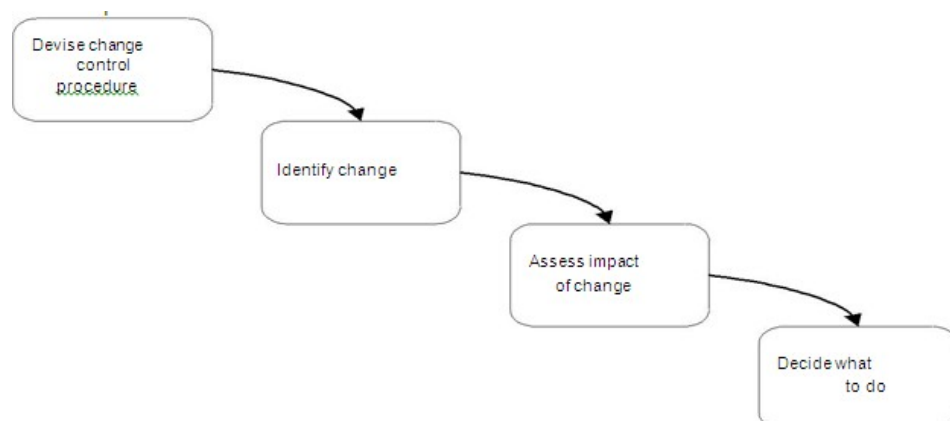 Devise change
control
procedure
Identify change
Assess impact
of change
Decide what
to do